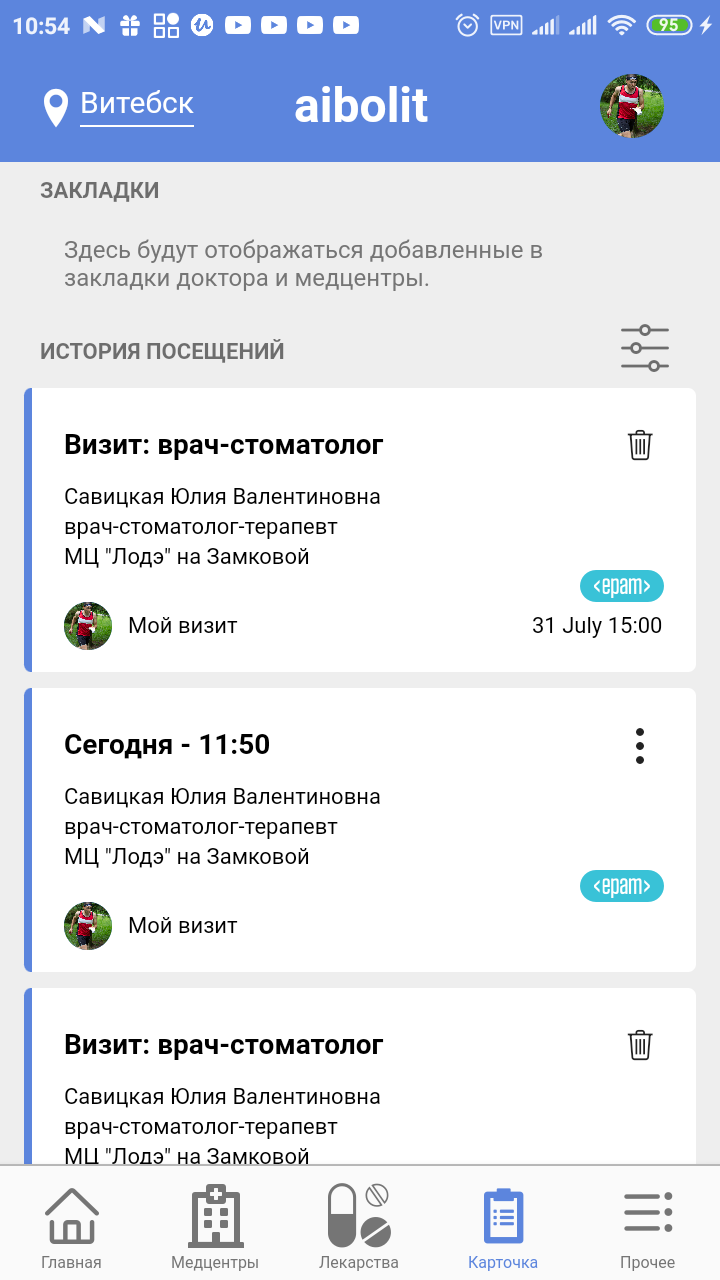 10:54
VPN
95
Витебск
aibolit
ЗАКЛАДКИ
Здесь будут отображаться добавленные в
закладки доктора и медцентры.
ИСТОРИЯ ПОСЕЩЕНИЙ
Визит: врач-стоматолог
Савицкая Юлия Валентиновна
врач-стоматолог-терапевт
МЦ "Лодэ" на Замковой
<epam>
Мой визит
31 July 15:00
Сегодня - 11:50
Савицкая Юлия Валентиновна
врач-стоматолог-терапевт
МЦ "Лодэ" на Замковой
<epam>
Мой визит
Визит: врач-стоматолог
Савицкая Юлия Валентиновна
врач-стоматолог-терапевт
МЦ "Лодэ" на Замковой
Главная
Медцентры
Лекарства
Карточка
Прочее